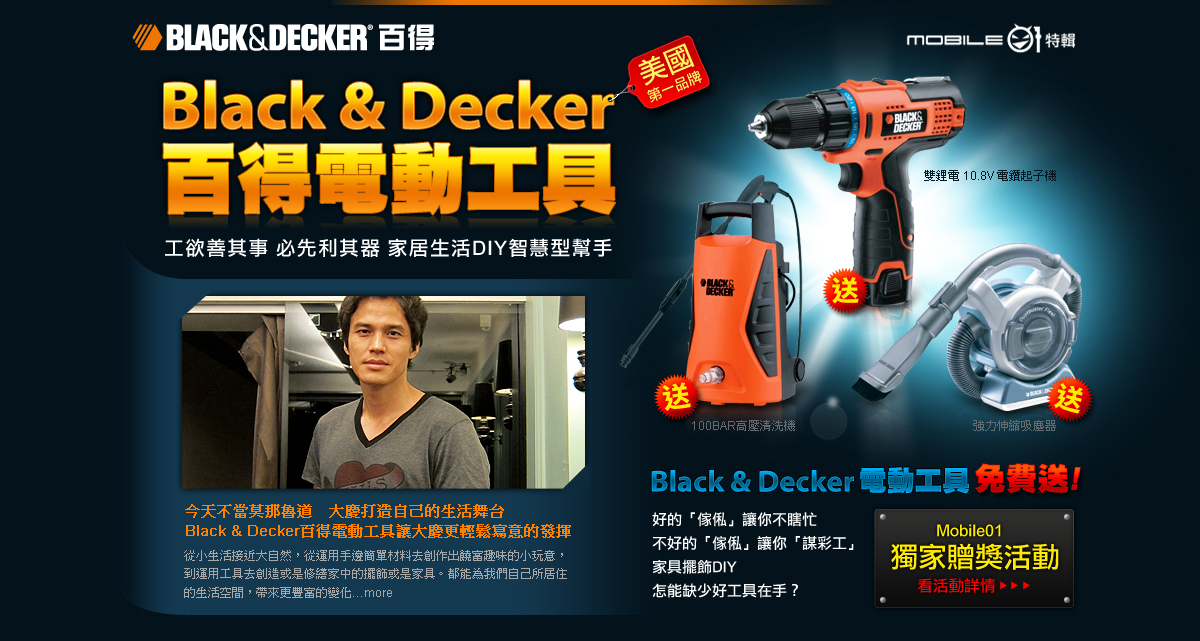 BLACK&DECKER® 百得
MOBILE01 特輯
美國
第一品牌
Black & Decker
百得電動工具
工欲善其事 必先利其器 家居生活DIY智慧型幫手
BLACK&
DECKER
雙鋰電 10.8V 電鑽起子機
送
BLACK&
DECKER
送
100BAR高壓清洗機
Dustbuster Flexi
送
強力伸縮吸塵器
今天不當莫那魯道 大慶打造自己的生活舞台
Black & Decker百得電動工具讓大慶更輕鬆寫意的發揮
從小生活接近大自然，從運用手邊簡單材料去創作出饒富趣味的小玩意，
到運用工具去創造或是修繕家中的擺飾或是家具。都能為我們自己所居住
的生活空間，帶來更豐富的變化...more
Black & Decker 電動工具 免費送!
好的「傢俬」讓你不瞎忙
不好的「傢俬」讓你「謀彩工」
家具擺飾DIY
怎能缺少好工具在手？
Mobile01
獨家贈獎活動
看活動詳情